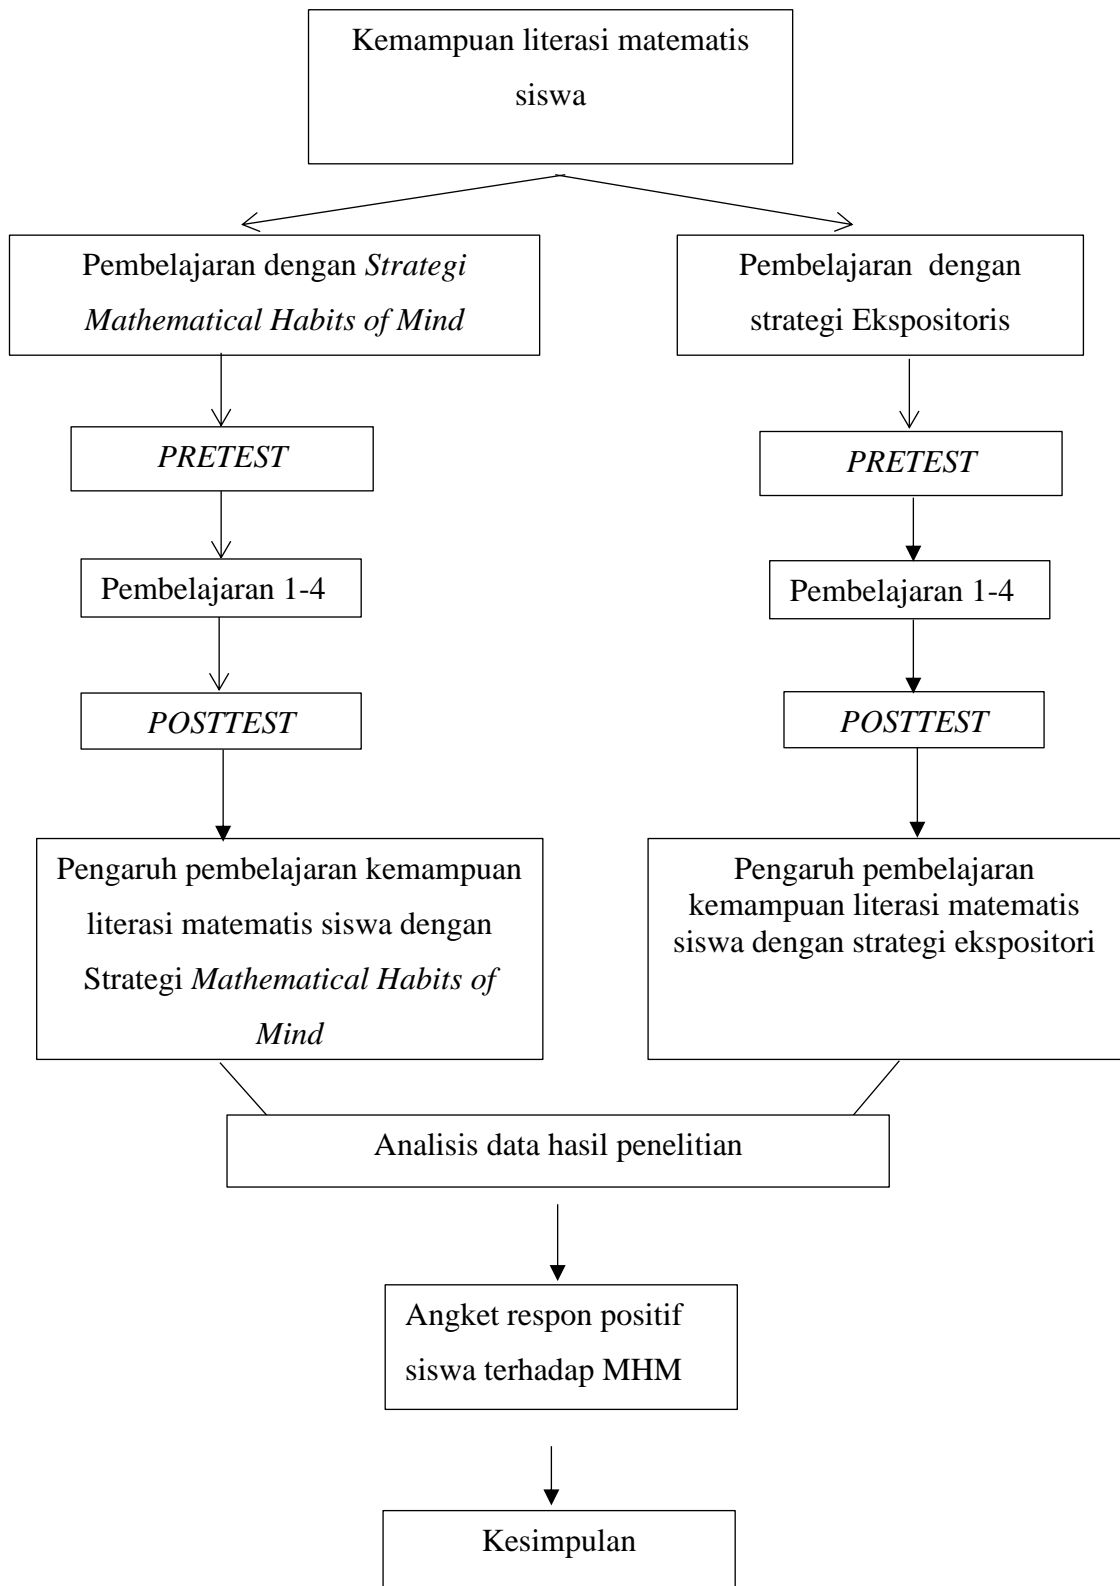 Kemampuan literasi matematis
siswa
Pembelajaran dengan Strategi
Mathematical Habits of Mind
Pembelajaran dengan
strategi Ekspositoris
PRETEST
PRETEST
Pembelajaran 1-4
Pembelajaran 1-4
POSTTEST
POSTTEST
Pengaruh pembelajaran kemampuan
literasi matematis siswa dengan
Strategi Mathematical Habits of
Mind
Pengaruh pembelajaran
kemampuan literasi matematis
siswa dengan strategi ekspositori
Analisis data hasil penelitian
Angket respon positif
siswa terhadap MHM
Kesimpulan